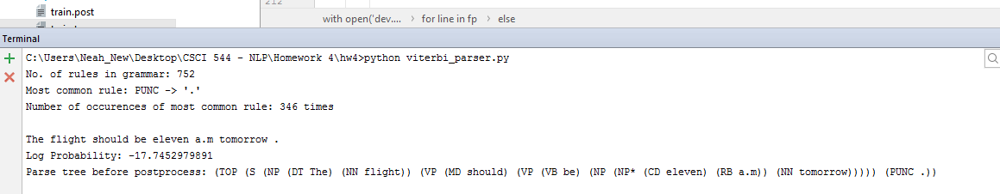 train.post
212
with open('dev.... › for line in fp › else
Terminal
C:\Users\Neah_New\Desktop\CSCI 544 - NLP\Homework 4\hw4>python viterbi_parser.py
No. of rules in grammar: 752
Most common rule: PUNC -> '.'
Number of occurences of most common rule: 346 times
The flight should be eleven a.m tomorrow .
Log Probability: -17.7452979891
Parse tree before postprocess: (TOP (S (NP (DT The) (NN flight)) (VP (MD should) (VP (VB be) (NP (NP* (CD eleven) (RB a.m)) (NN tomorrow))))) (PUNC .))